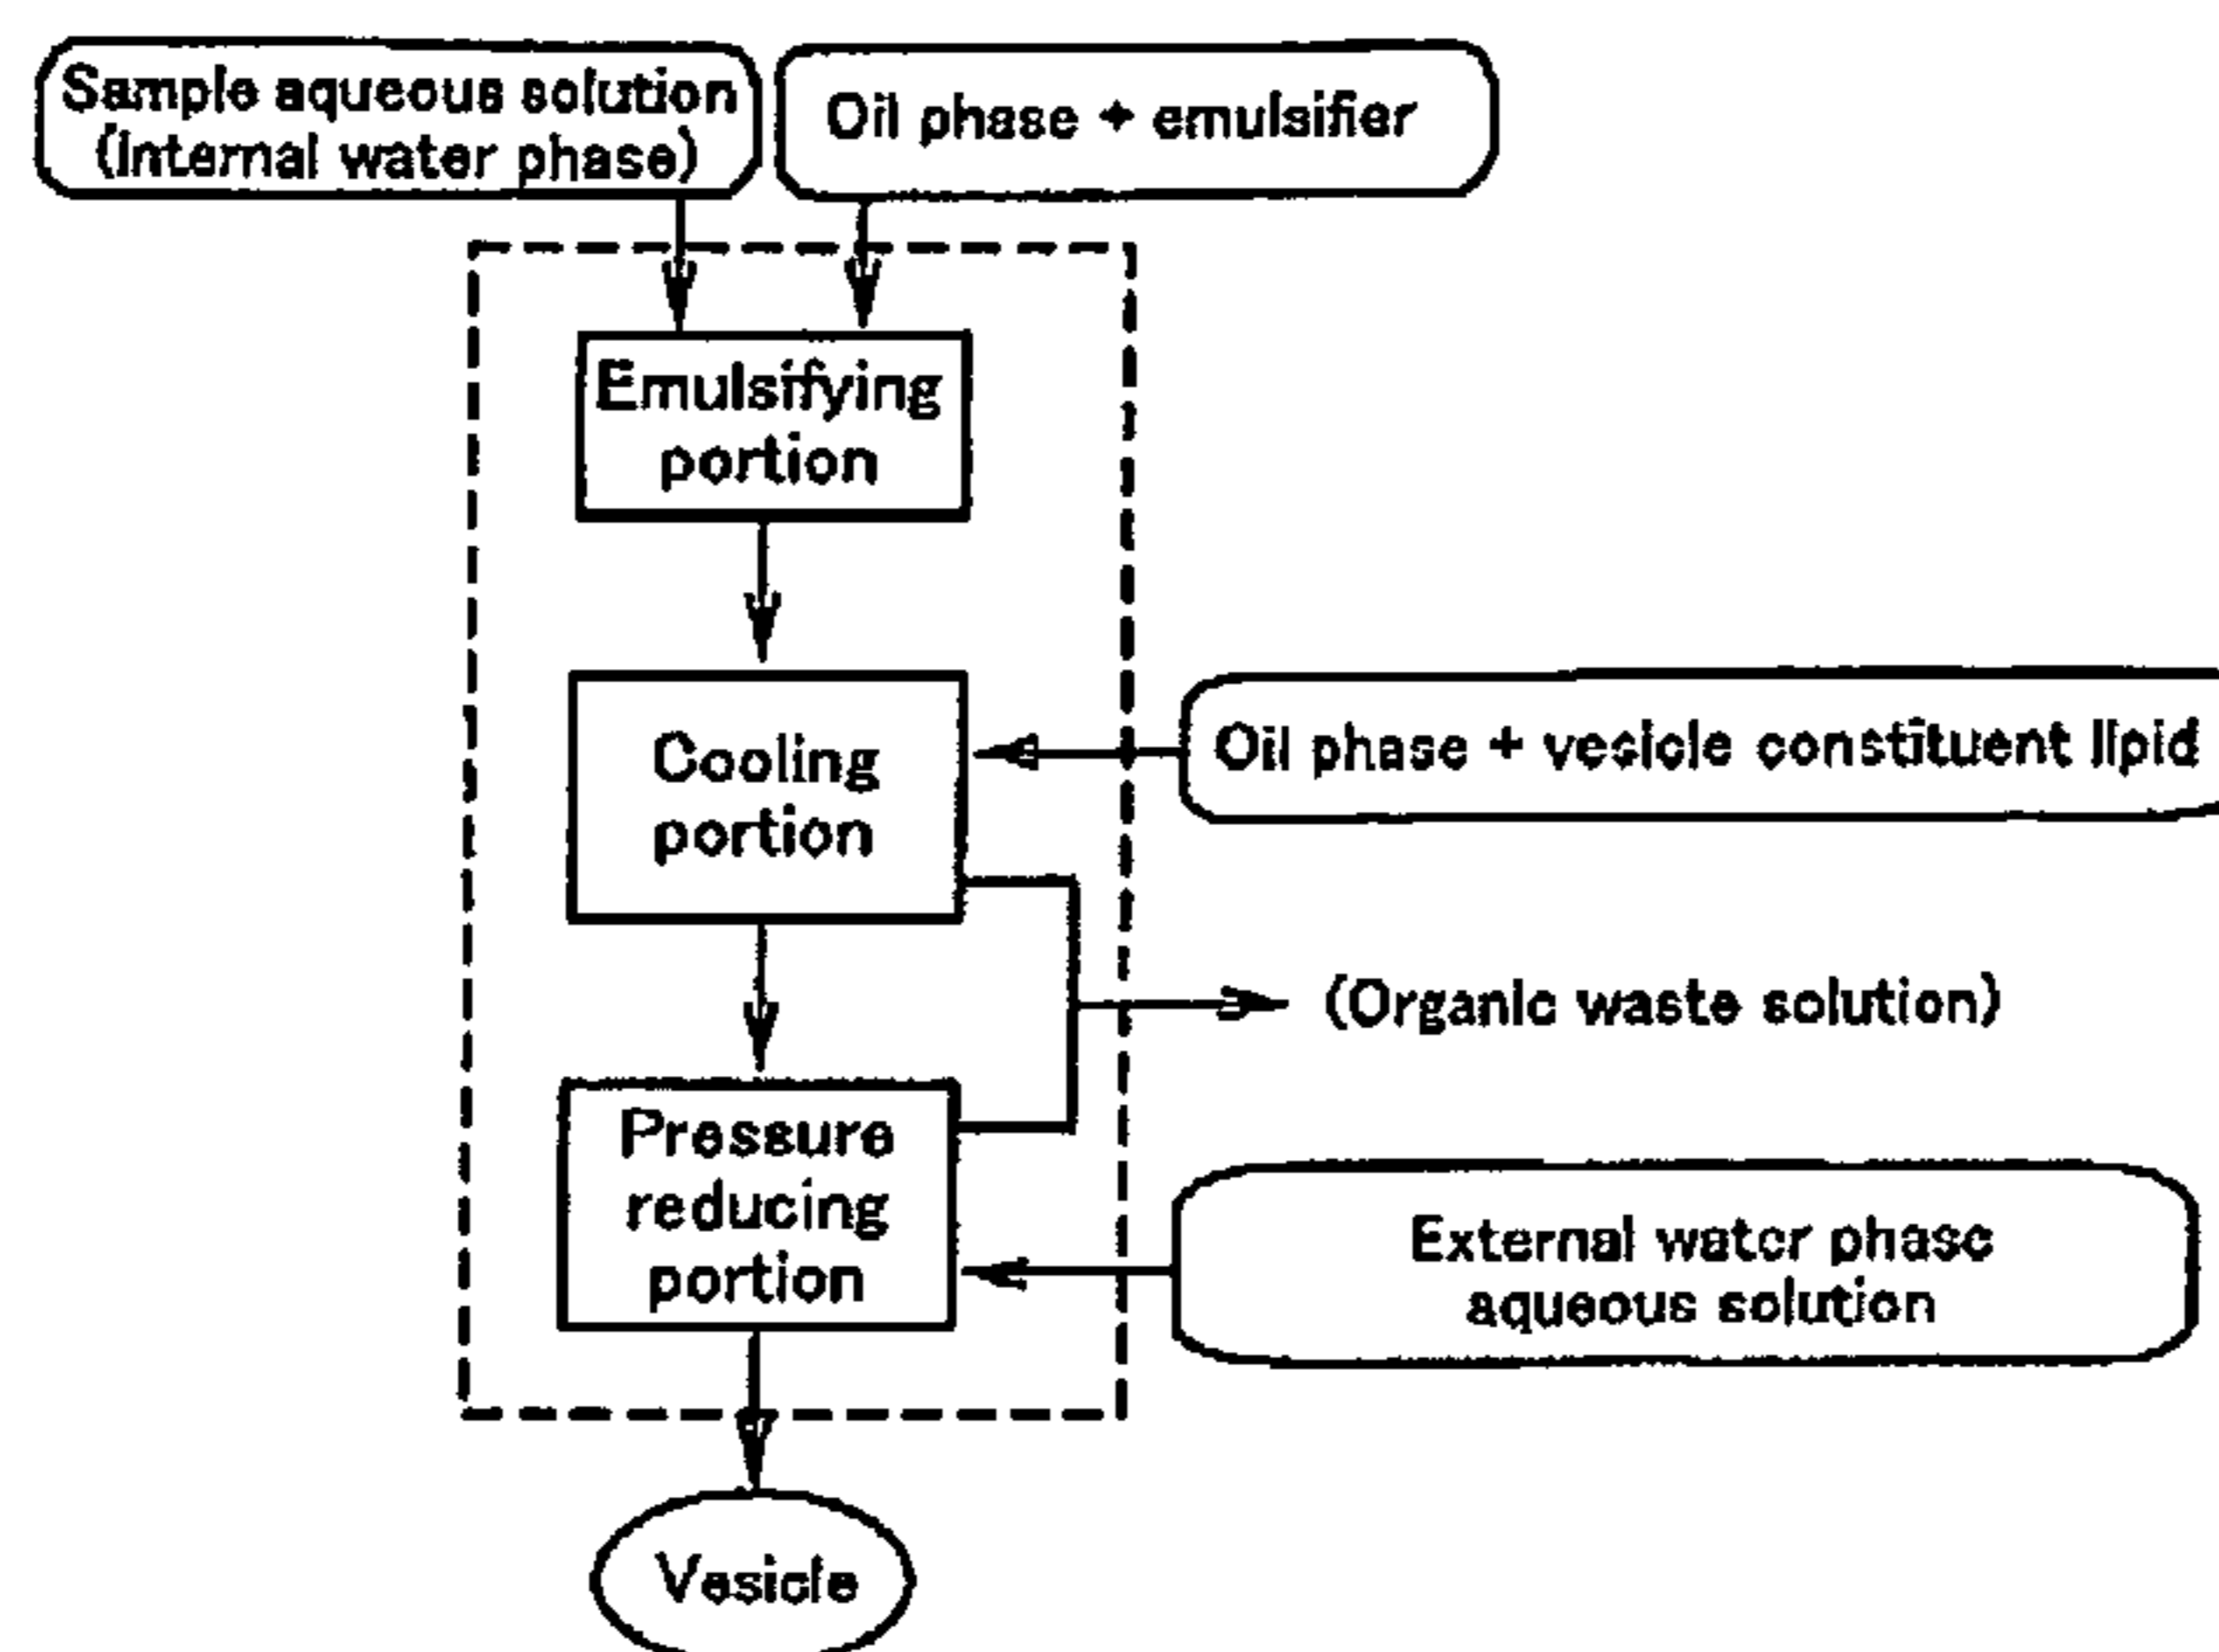 Sample aqueous solution
(internal water phase)
Oil phase + emulsifier
Emulsifying
portion
Cooling
portion
Oil phase + vesicle constituent lipid
(Organic waste solution)
Pressure
reducing
portion
External water phase
aqueous solution
Vesicle